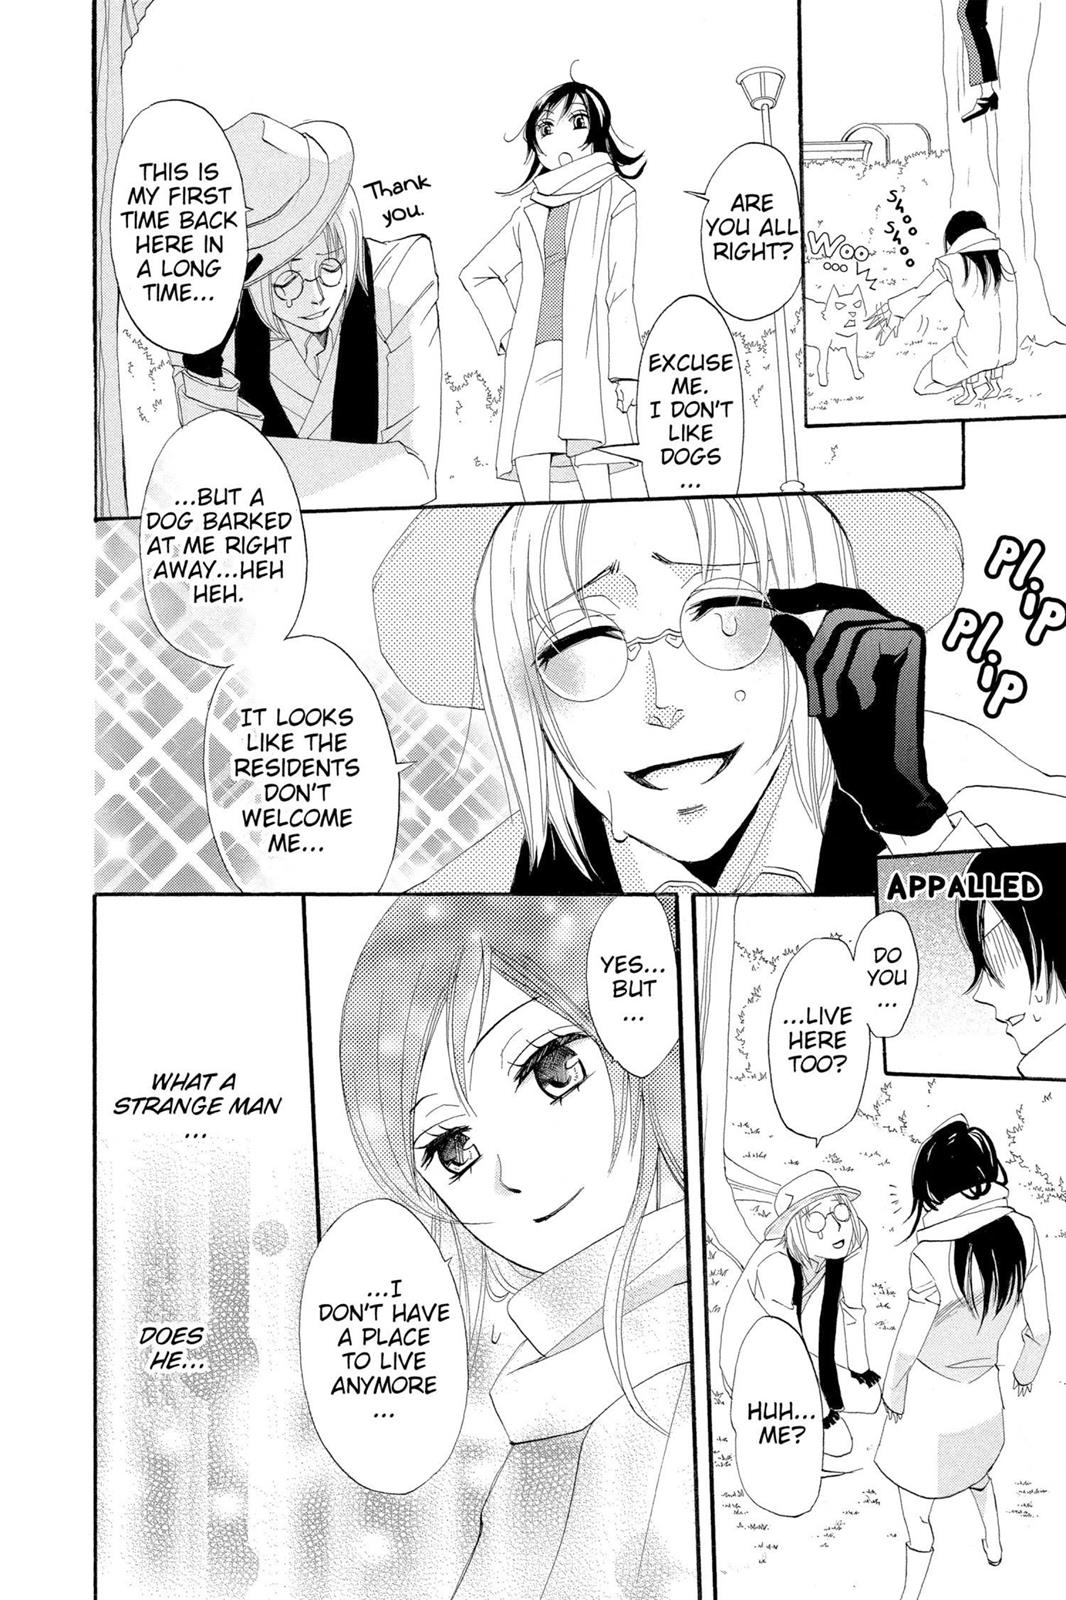 Shoo
Shoo
Woo
...
ARE
YOU ALL
RIGHT?
EXCUSE
ME.
I DON'T
LIKE
DOGS
...
Thank
you.
THIS IS
MY FIRST
TIME BACK
HERE IN
A LONG
TIME...
...BUT A
DOG BARKED
AT ME RIGHT
AWAY...HEH
HEH.
IT LOOKS
LIKE THE
RESIDENTS
DON'T
WELCOME
ME...
Plip
Plip
APPALLED
DO
YOU
...
...LIVE
HERE
TOO?
HUH...
ME?
YES...
BUT
...
...I
DON'T HAVE
A PLACE
TO LIVE
ANYMORE
...
WHAT A
STRANGE MAN
...
DOES
HE...